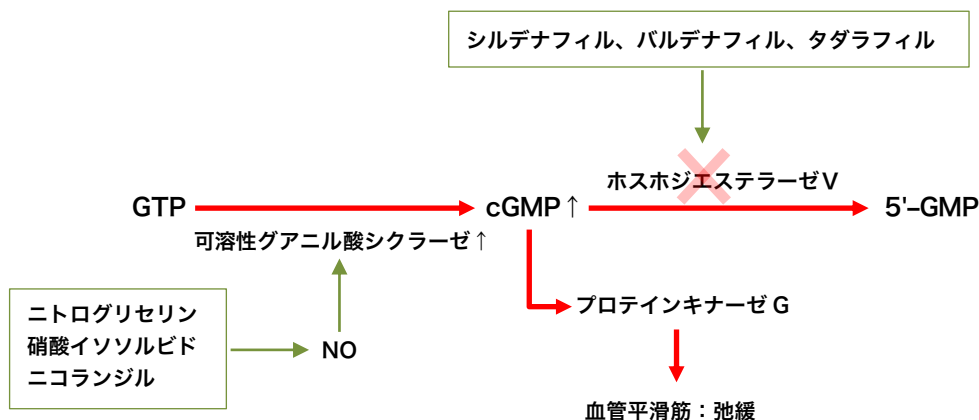 シルデナフィル、バルデナフィル、タダラフィル
ホスホジエステラーゼⅤ
GTP
cGMP↑
5'–GMP
可溶性グアニル酸シクラーゼ↑
ニトログリセリン
硝酸イソソルビド
ニコランジル
NO
プロテインキナーゼ G
血管平滑筋：弛緩